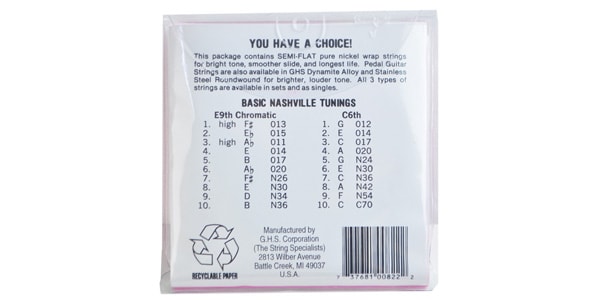 YOU HAVE A CHOICE!
This package contains SEMI-FLAT pure nickel wrap strings
for bright tone, smoother slide, and longest life. Pedal Guitar
Strings are also available in GHS Dynamite Alloy and Stainless
Steel Roundwound for brighter, louder tone. All 3 types of
strings are available in sets and as singles.
BASIC NASHVILLE TUNINGS
E9th Chromatic C6th
1. high F♯ 013 1. G 012
2. E♭ 015 2. E 014
3. high A♭ 011 3. C 017
4. E 014 4. A 020
5. B 017 5. G N24
6. A♭ 020 6. E N30
7. F♯ N26 7. C N36
8. E N30 8. A N42
9. D N34 9. F N54
10. B N36 10. C C70
Manufactured by
G.H.S. Corporation
(The String Specialists)
2813 Wilber Avenue
Battle Creek, MI 49037
U.S.A.
RECYCLABLE PAPER
7 37681 00822 2